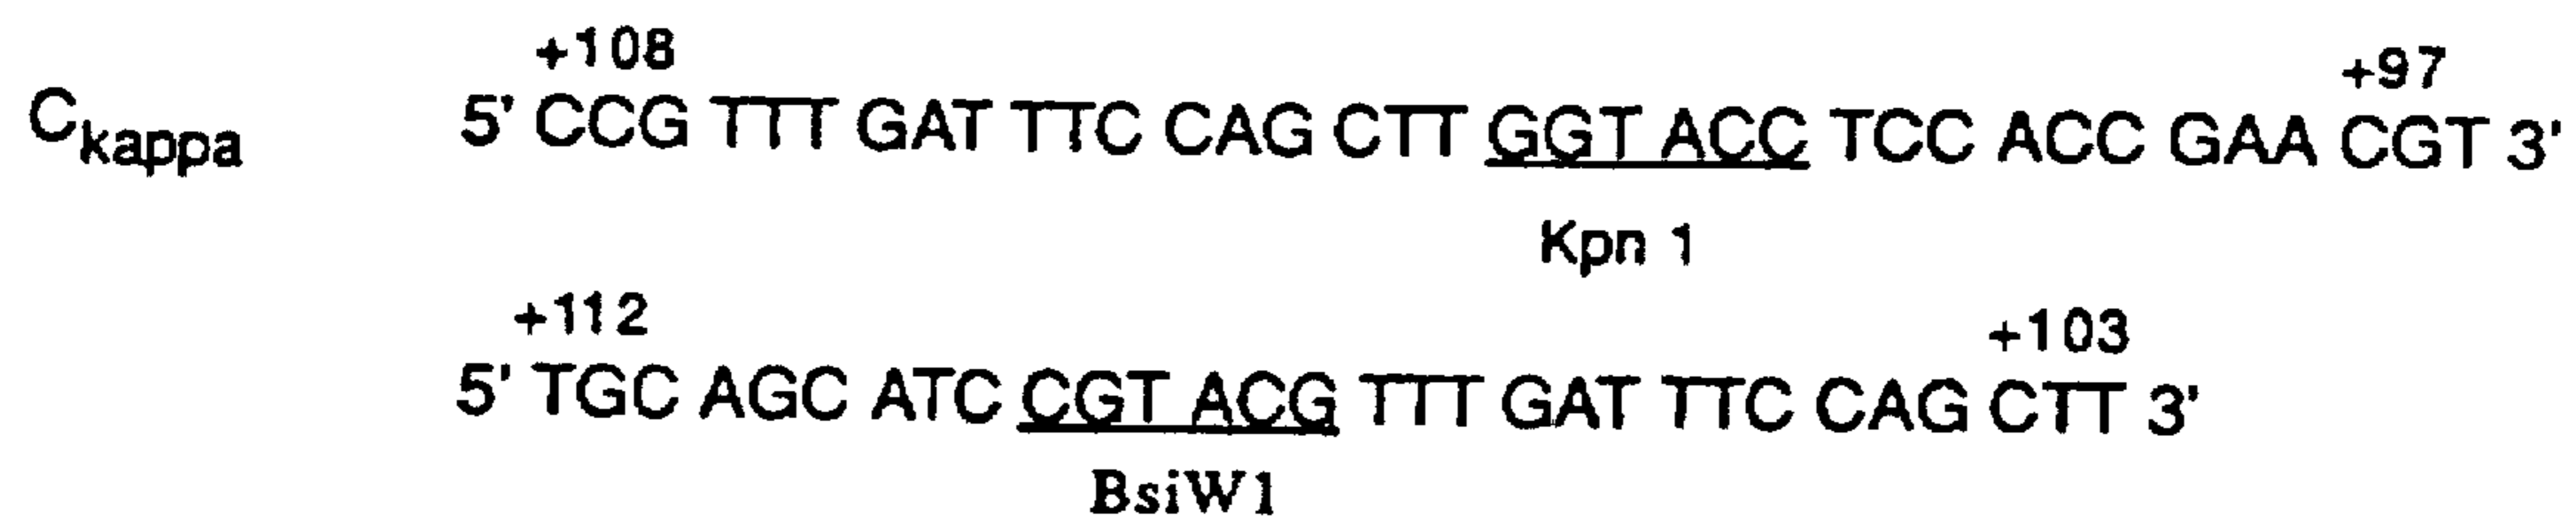 +108 +97
C kappa 5' CCG TTT GAT TTC CAG CTT GGT ACC TCC ACC GAA CGT 3'
Kpn 1
+112 +103
5' TGC AGC ATC CGT ACG TTT GAT TTC CAG CTT 3'
BsiW1